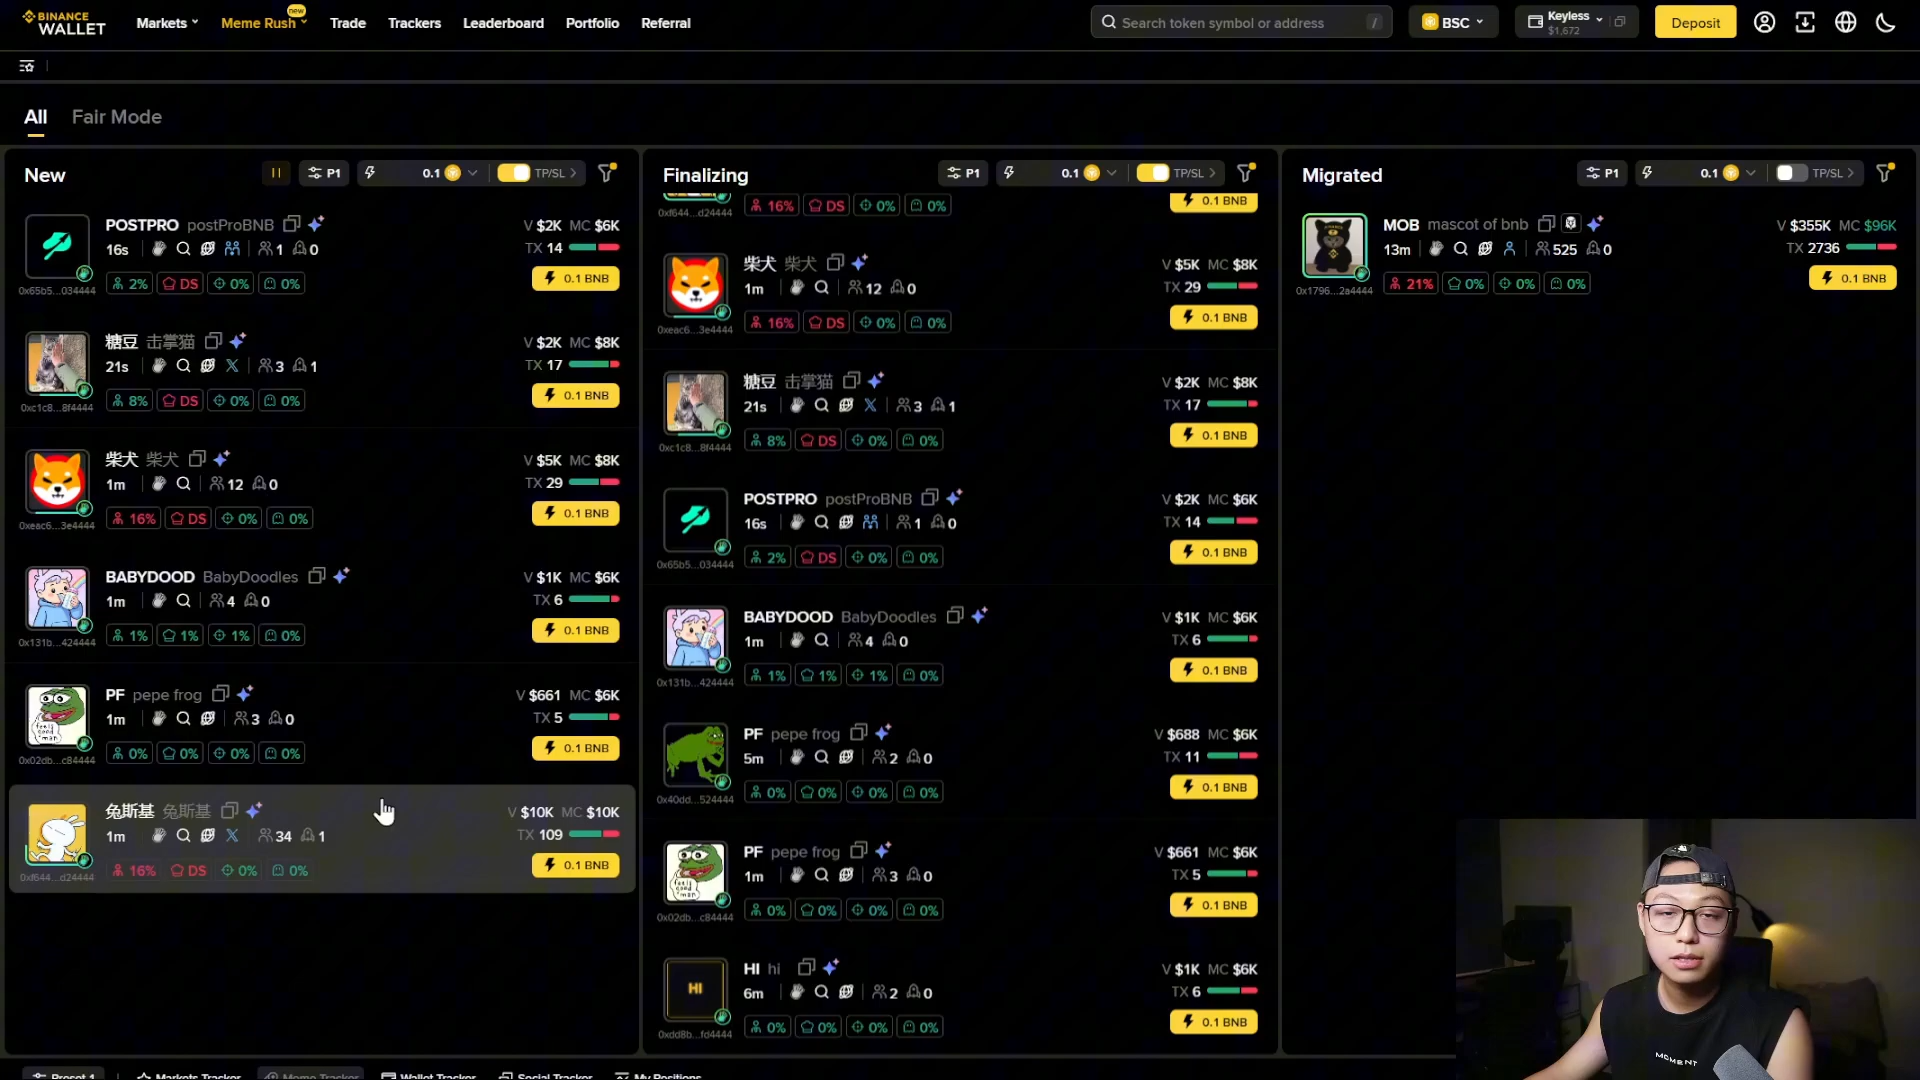 BINANCE WALLET
Markets
Meme Rush
new
Trade
Trackers
Leaderboard
Portfolio
Referral
Search token symbol or address /
BSC
Keyless
$1,672
Deposit
All
Fair Mode
New
P1
0.1
TP/SL
POSTPRO postProBNB
V $2K MC $6K
16s 1 0
TX 14
2% DS 0% 0%
0.1 BNB
0x65b5...034444
糖豆 击掌猫
V $2K MC $8K
21s 3 1
TX 17
8% DS 0% 0%
0.1 BNB
0xc1c8...8f4444
柴犬 柴犬
V $5K MC $8K
1m 12 0
TX 29
16% DS 0% 0%
0.1 BNB
0xeac6...3e4444
BABYDOOD BabyDoodles
V $1K MC $6K
1m 4 0
TX 6
1% 1% 1% 0%
0.1 BNB
0x131b...424444
PF pepe frog
V $661 MC $6K
1m 3 0
TX 5
0% 0% 0% 0%
0.1 BNB
0x02db...c84444
兔斯基 兔斯基
V $10K MC $10K
1m 34 1
TX 109
16% DS 0% 0%
0.1 BNB
0xf644...d24444
Finalizing
P1
0.1
TP/SL
0xf644...d24444
16% DS 0% 0%
0.1 BNB
柴犬 柴犬
V $5K MC $8K
1m 12 0
TX 29
16% DS 0% 0%
0.1 BNB
0xeac6...3e4444
糖豆 击掌猫
V $2K MC $8K
21s 3 1
TX 17
8% DS 0% 0%
0.1 BNB
0xc1c8...8f4444
POSTPRO postProBNB
V $2K MC $6K
16s 1 0
TX 14
2% DS 0% 0%
0.1 BNB
0x65b5...034444
BABYDOOD BabyDoodles
V $1K MC $6K
1m 4 0
TX 6
1% 1% 1% 0%
0.1 BNB
0x131b...424444
PF pepe frog
V $688 MC $6K
5m 2 0
TX 11
0% 0% 0% 0%
0.1 BNB
0x40dd...524444
PF pepe frog
V $661 MC $6K
1m 3 0
TX 5
0% 0% 0% 0%
0.1 BNB
0x02db...c84444
HI hi
HI
V $1K MC $6K
6m 2 0
TX 6
0% 0% 0% 0%
0.1 BNB
0xdd8b...fd4444
Migrated
P1
0.1
TP/SL
MOB mascot of bnb
V $355K MC $96K
13m 525 0
TX 2736
21% 0% 0% 0%
0.1 BNB
0x1796...2a4444
MOMENT
Preset 1
Markets Tracker
Meme Tracker
Wallet Tracker
Social Tracker
My Positions